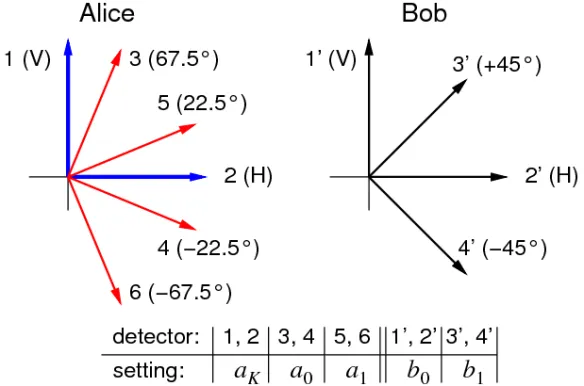 Alice Bob
1 (V) 3 (67.5°) 1’ (V) 3’ (+45°)
5 (22.5°)
2 (H) 2’ (H)
4 (−22.5°) 4’ (−45°)
6 (−67.5°)
detector: 1, 2 3, 4 5, 6 1’, 2’ 3’, 4’
setting: aK a0 a1 b0 b1